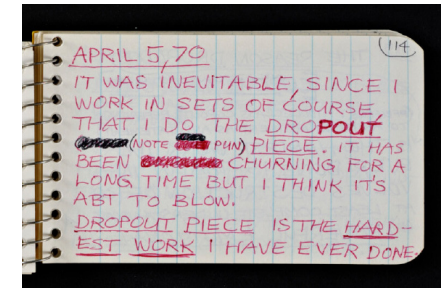 114
APRIL 5, 70
IT WAS INEVITABLE, SINCE I
WORK IN SETS OF COURSE,
THAT I DO THE DROPOUT
(NOTE PUN) PIECE. IT HAS
BEEN CHURNING FOR A
LONG TIME BUT I THINK IT'S
ABT TO BLOW.
DROPOUT PIECE IS THE HARD-
EST WORK I HAVE EVER DONE.